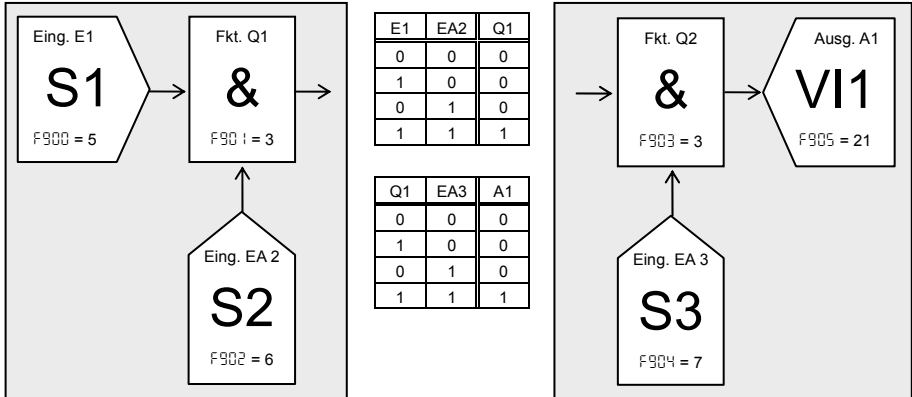 Eing. E1
S1
F900 = 5
Fkt. Q1
&
F901 = 3
Eing. EA 2
S2
F902 = 6
E1 EA2 Q1
0 0 0
1 0 0
0 1 0
1 1 1
Q1 EA3 A1
0 0 0
1 0 0
0 1 0
1 1 1
Fkt. Q2
&
F903 = 3
Ausg. A1
VI1
F905 = 21
Eing. EA 3
S3
F904 = 7